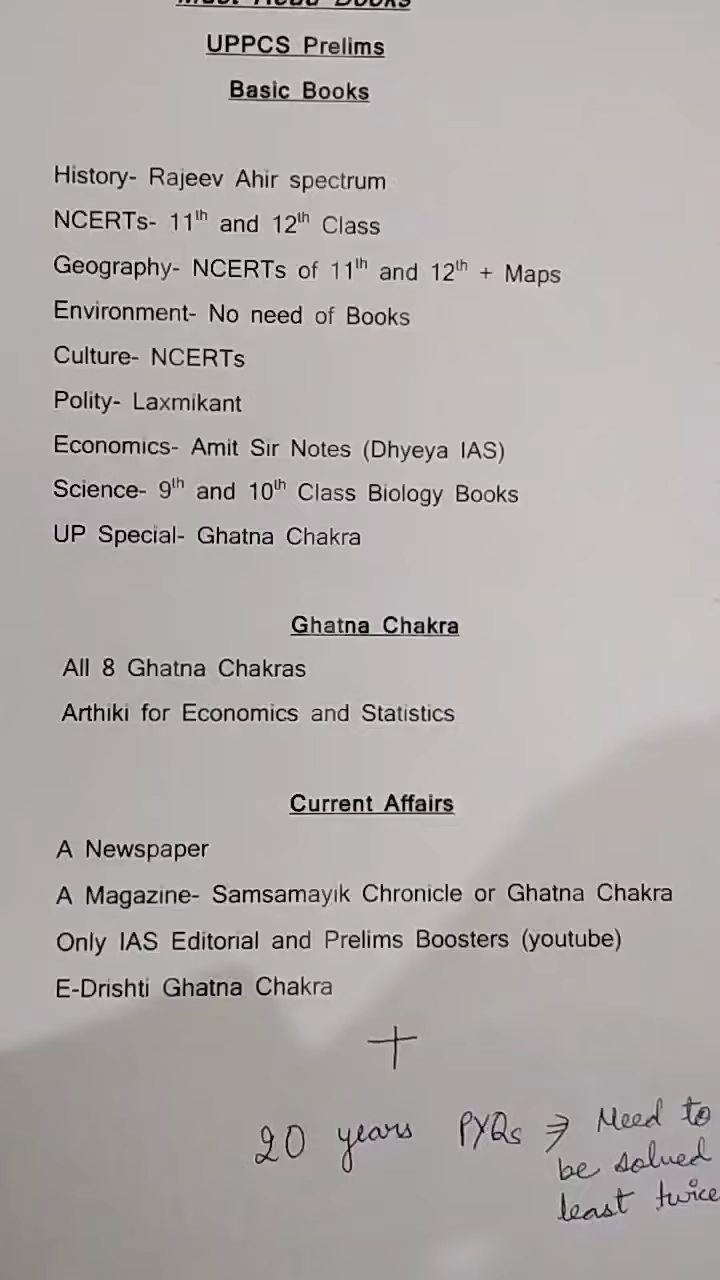 Must Read Books
UPPCS Prelims
Basic Books
History- Rajeev Ahir spectrum
NCERTs- 11th and 12th Class
Geography- NCERTs of 11th and 12th + Maps
Environment- No need of Books
Culture- NCERTs
Polity- Laxmikant
Economics- Amit Sir Notes (Dhyeya IAS)
Science- 9th and 10th Class Biology Books
UP Special- Ghatna Chakra
Ghatna Chakra
All 8 Ghatna Chakras
Arthiki for Economics and Statistics
Current Affairs
A Newspaper
A Magazine- Samsamayik Chronicle or Ghatna Chakra
Only IAS Editorial and Prelims Boosters (youtube)
E-Drishti Ghatna Chakra
+
20 years PYQs ⇒ Need to
be solved
least twice